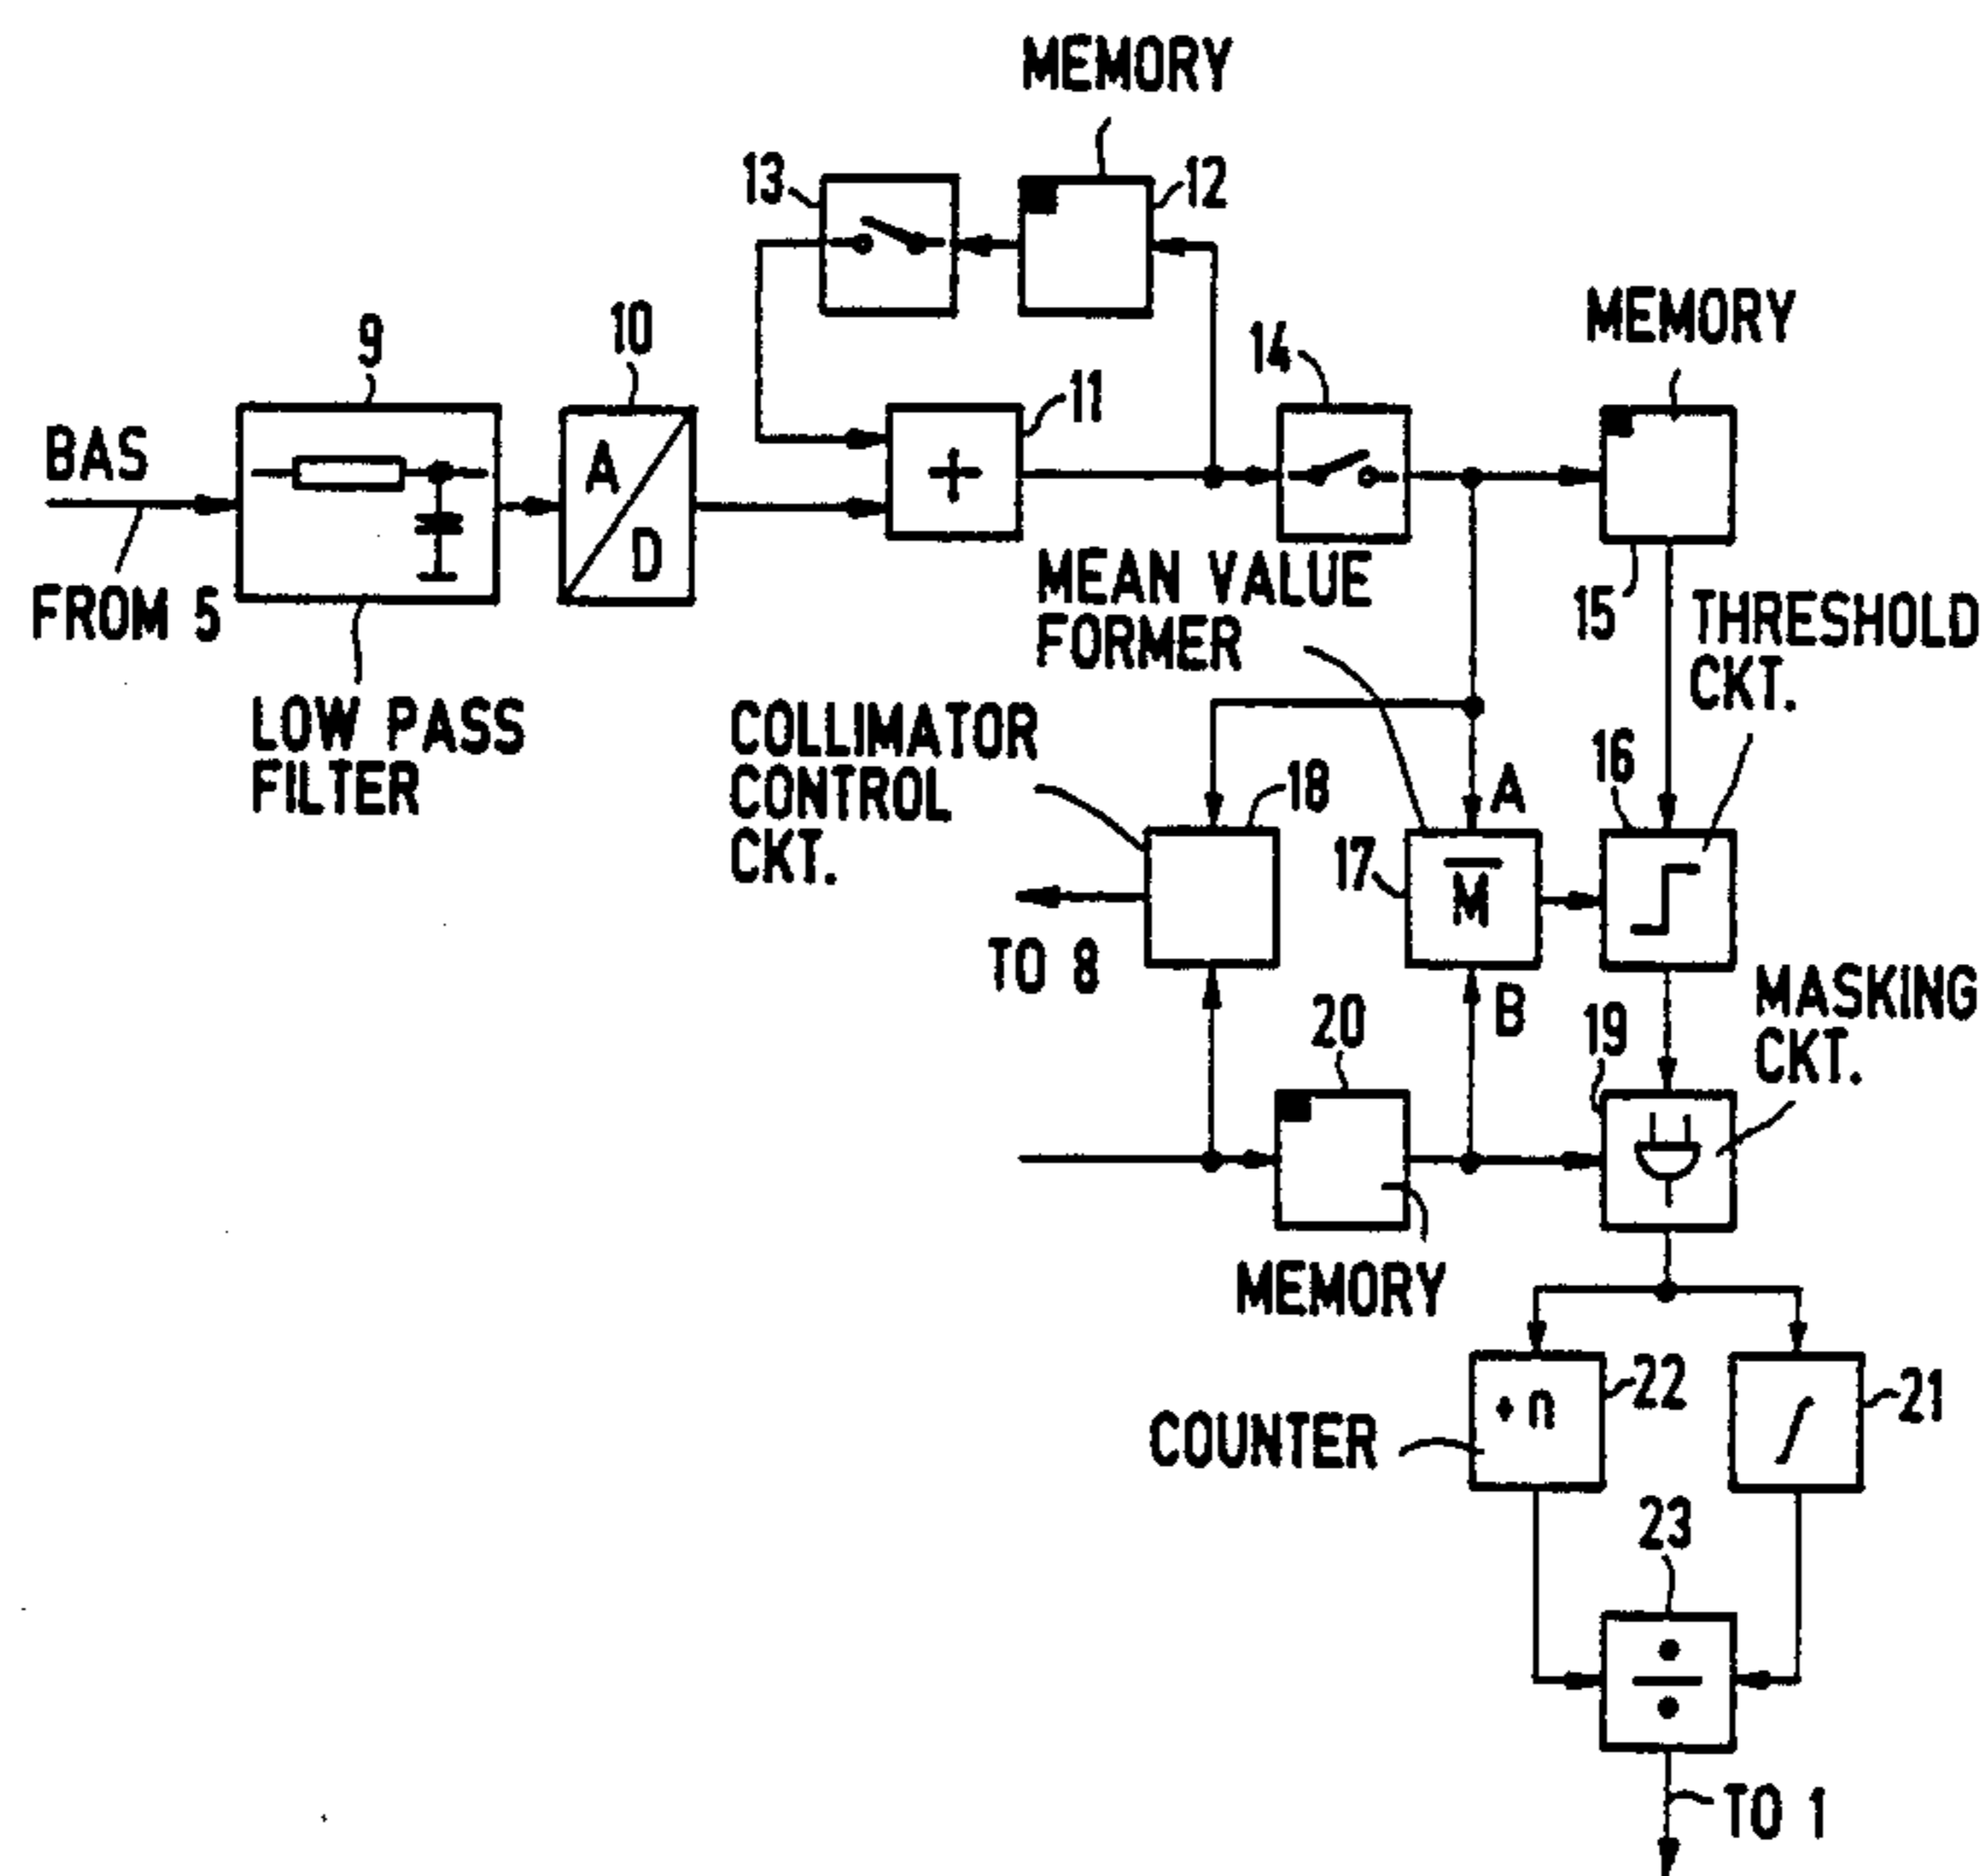 MEMORY
13
12
9
10
11
14
MEMORY
BAS
A
D
+
FROM 5
MEAN VALUE
FORMER
15
THRESHOLD
CKT.
LOW PASS
FILTER
COLLIMATOR
CONTROL
CKT.
18
A
16
17
M
TO 8
20
B
19
MASKING
CKT.
MEMORY
COUNTER
+ n
22
∫
21
23
÷
TO 1